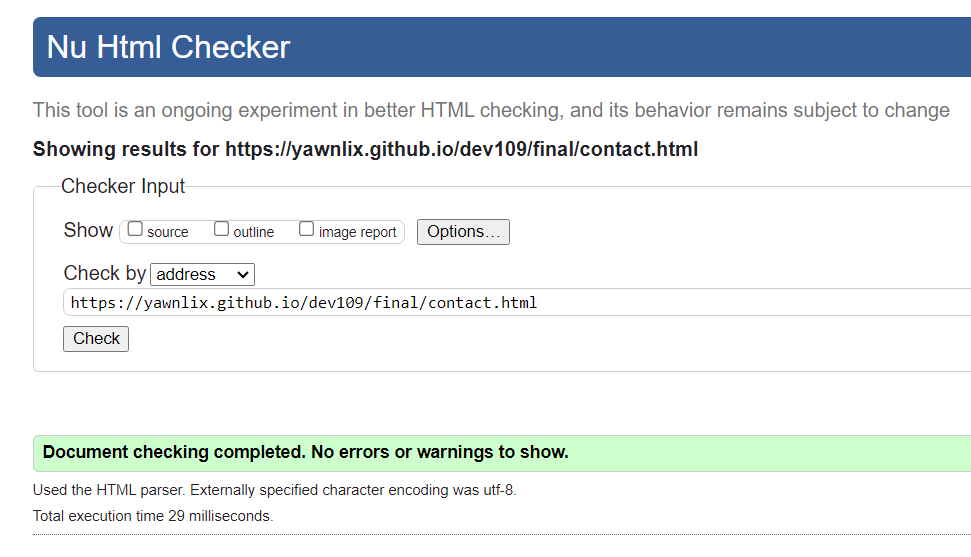 Nu Html Checker
This tool is an ongoing experiment in better HTML checking, and its behavior remains subject to change
Showing results for https://yawnlix.github.io/dev109/final/contact.html
Checker Input
Show source outline image report Options...
Check by address
https://yawnlix.github.io/dev109/final/contact.html
Check
Document checking completed. No errors or warnings to show.
Used the HTML parser. Externally specified character encoding was utf-8.
Total execution time 29 milliseconds.